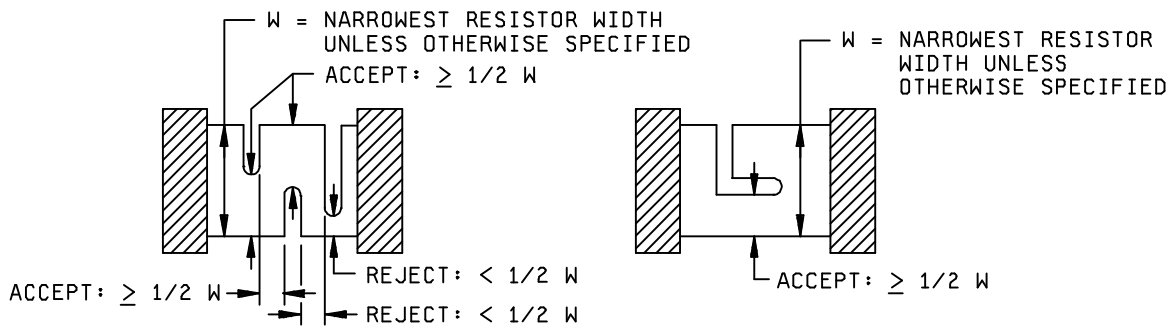 W = NARROWEST RESISTOR WIDTH
UNLESS OTHERWISE SPECIFIED
ACCEPT: ≥ 1/2 W
REJECT: < 1/2 W
ACCEPT: ≥ 1/2 W
REJECT: < 1/2 W
W = NARROWEST RESISTOR
WIDTH UNLESS
OTHERWISE SPECIFIED
ACCEPT: ≥ 1/2 W